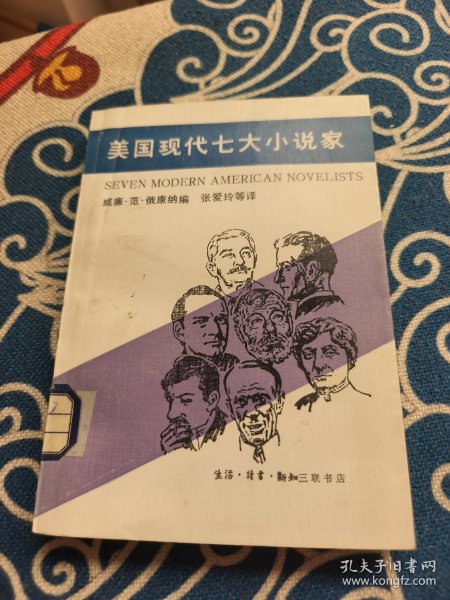 美国现代七大小说家
SEVEN MODERN AMERICAN NOVELISTS
威廉·范·俄康纳编 张爱玲等译
生活·讀書·新知三联书店
孔夫子旧书网
www.kongfz.com